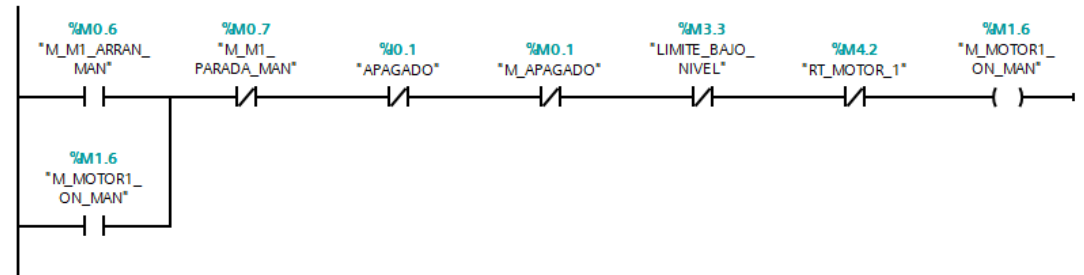 %M0.6
"M_M1_ARRAN_
MAN"
%M0.7
"M_M1_
PARADA_MAN"
%I0.1
"APAGADO"
%M0.1
"M_APAGADO"
%M3.3
"LIMITE_BAJO_
NIVEL"
%M4.2
"RT_MOTOR_1"
%M1.6
"M_MOTOR1_
ON_MAN"
%M1.6
"M_MOTOR1_
ON_MAN"